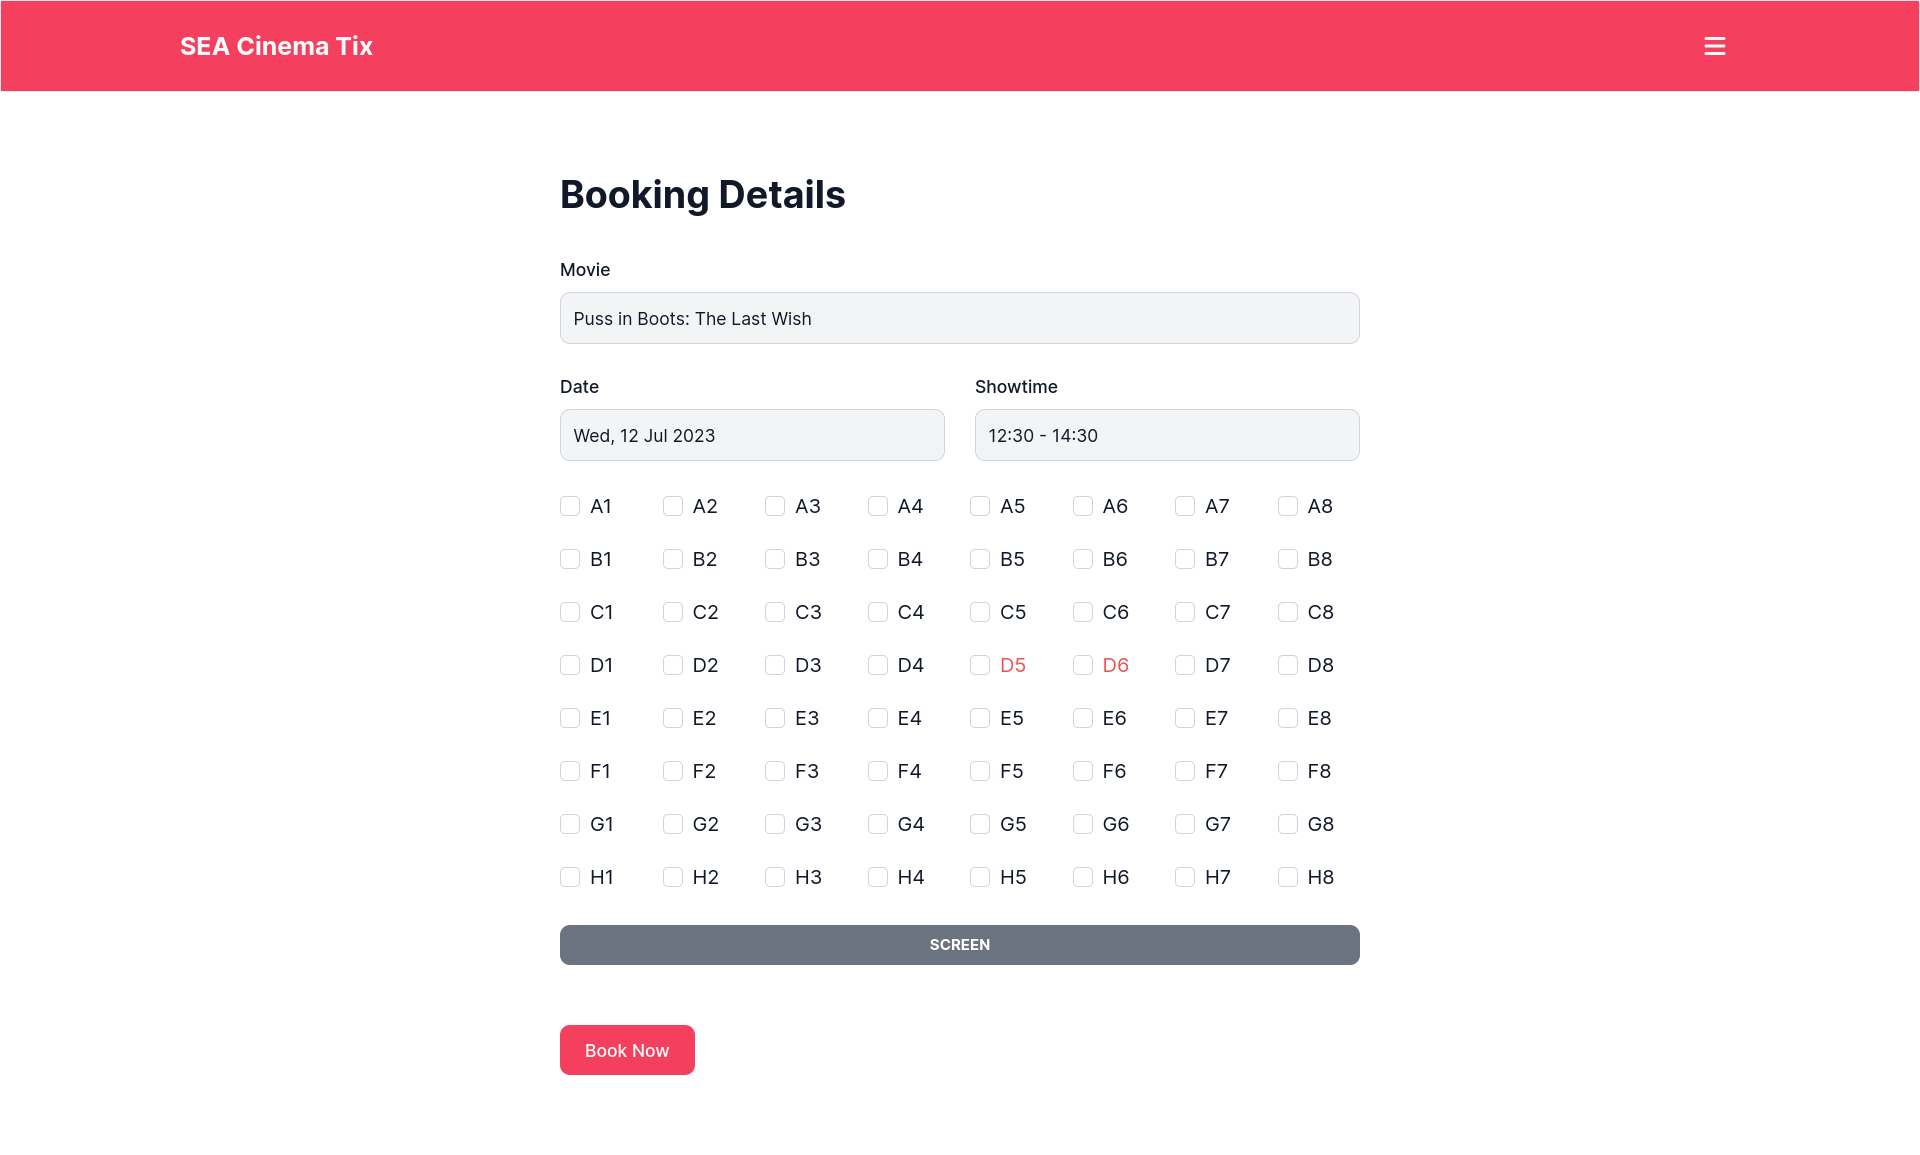 SEA Cinema Tix
Booking Details
Movie
Puss in Boots: The Last Wish
Date Showtime
Wed, 12 Jul 2023 12:30 - 14:30
A1 A2 A3 A4 A5 A6 A7 A8
B1 B2 B3 B4 B5 B6 B7 B8
C1 C2 C3 C4 C5 C6 C7 C8
D1 D2 D3 D4 D5 D6 D7 D8
E1 E2 E3 E4 E5 E6 E7 E8
F1 F2 F3 F4 F5 F6 F7 F8
G1 G2 G3 G4 G5 G6 G7 G8
H1 H2 H3 H4 H5 H6 H7 H8
SCREEN
Book Now